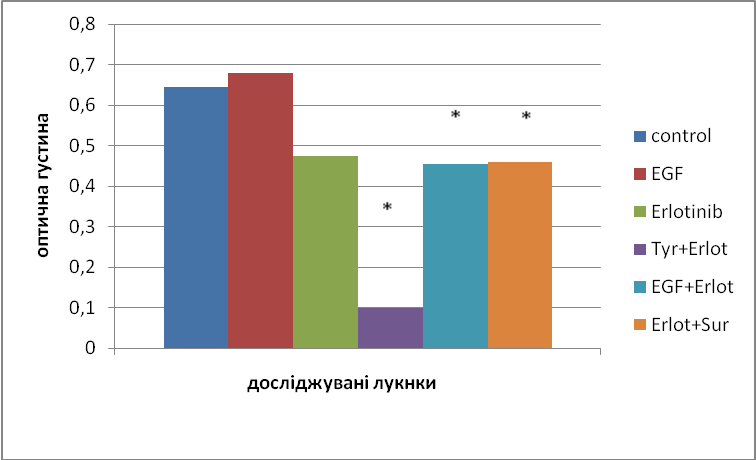 0,8
0,7
0,6
0,5
0,4
0,3
0,2
0,1
0
оптична густина
* *
*
досліджувані лукнки
control
EGF
Erlotinib
Tyr+Erlot
EGF+Erlot
Erlot+Sur